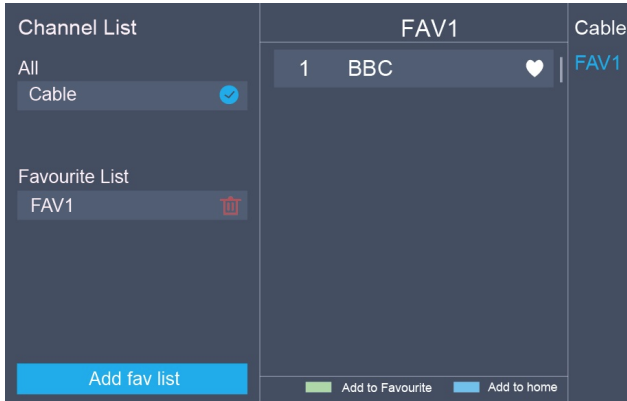 Channel List
All
Cable
Favourite List
FAV1
Add fav list
FAV1
1 BBC
Add to Favourite Add to home
Cable
FAV1